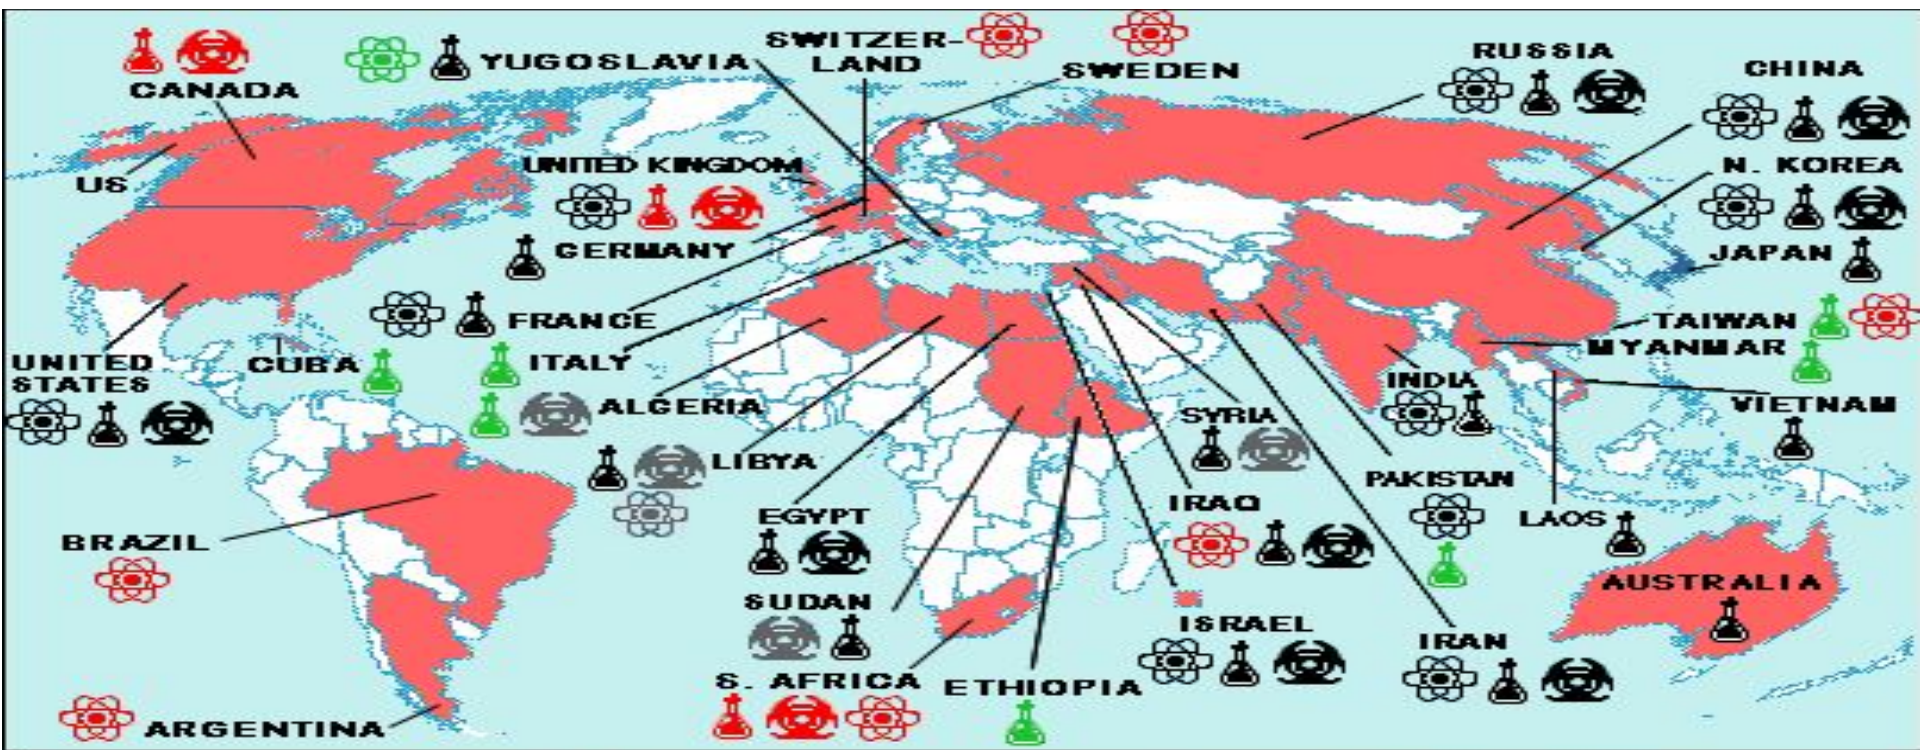 CANADA
YUGOSLAVIA
SWITZER-
LAND
SWEDEN
RUSSIA
CHINA
US
UNITED KINGDOM
N. KOREA
GERMANY
JAPAN
FRANCE
TAIWAN
MYANMAR
UNITED
STATES
CUBA
ITALY
INDIA
VIETNAM
ALGERIA
SYRIA
LIBYA
PAKISTAN
IRAQ
LAOS
EGYPT
BRAZIL
AUSTRALIA
SUDAN
ISRAEL
IRAN
S. AFRICA
ETHIOPIA
ARGENTINA